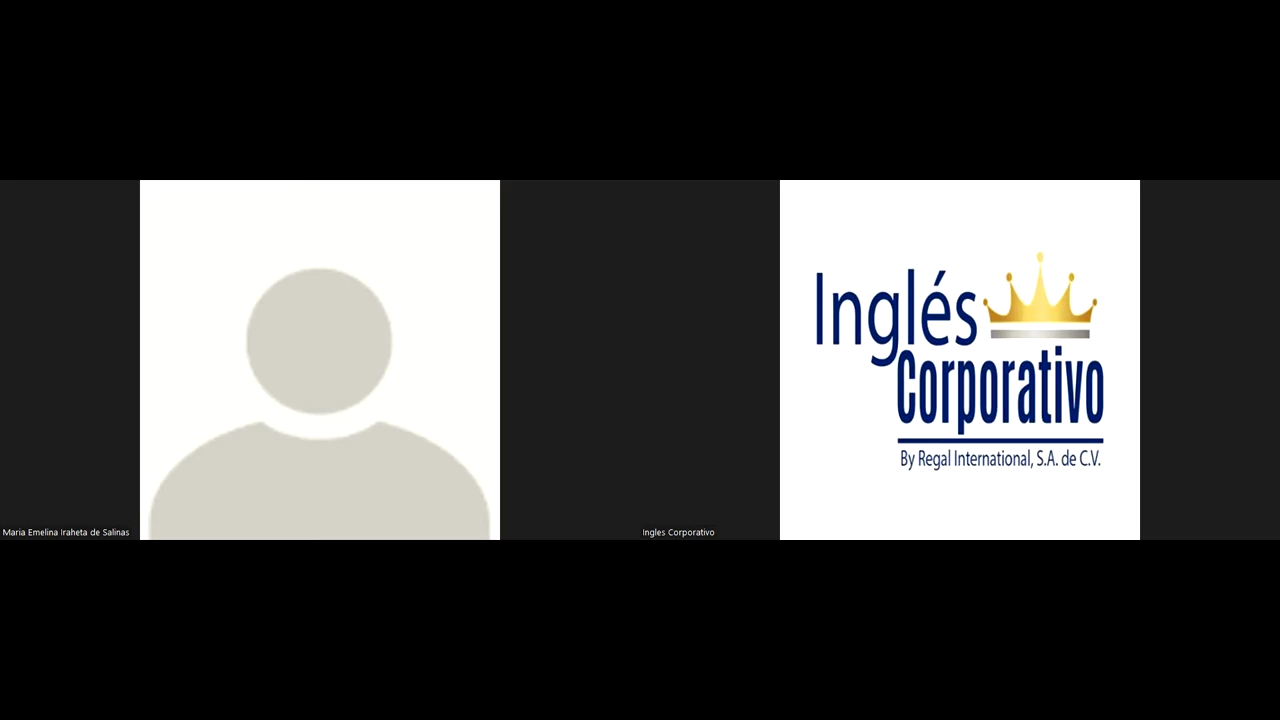 Inglés
Corporativo
By Regal International, S.A. de C.V.
Maria Emelina Iraheta de Salinas
Ingles Corporativo